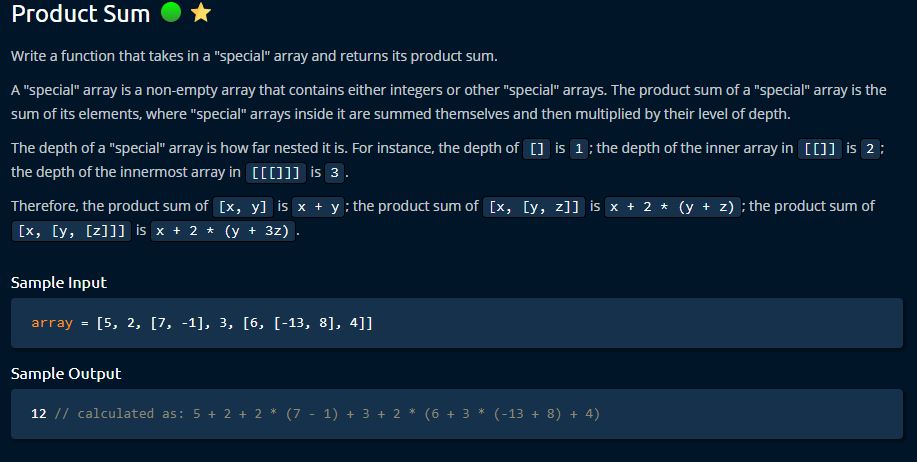 Product Sum
Write a function that takes in a "special" array and returns its product sum.
A "special" array is a non-empty array that contains either integers or other "special" arrays. The product sum of a "special" array is the
sum of its elements, where "special" arrays inside it are summed themselves and then multiplied by their level of depth.
The depth of a "special" array is how far nested it is. For instance, the depth of [] is 1; the depth of the inner array in [[]] is 2;
the depth of the innermost array in [[[]]] is 3.
Therefore, the product sum of [x, y] is x + y; the product sum of [x, [y, z]] is x + 2 * (y + z); the product sum of
[x, [y, [z]]] is x + 2 * (y + 3z).
Sample Input
array = [5, 2, [7, -1], 3, [6, [-13, 8], 4]]
Sample Output
12 // calculated as: 5 + 2 + 2 * (7 - 1) + 3 + 2 * (6 + 3 * (-13 + 8) + 4)